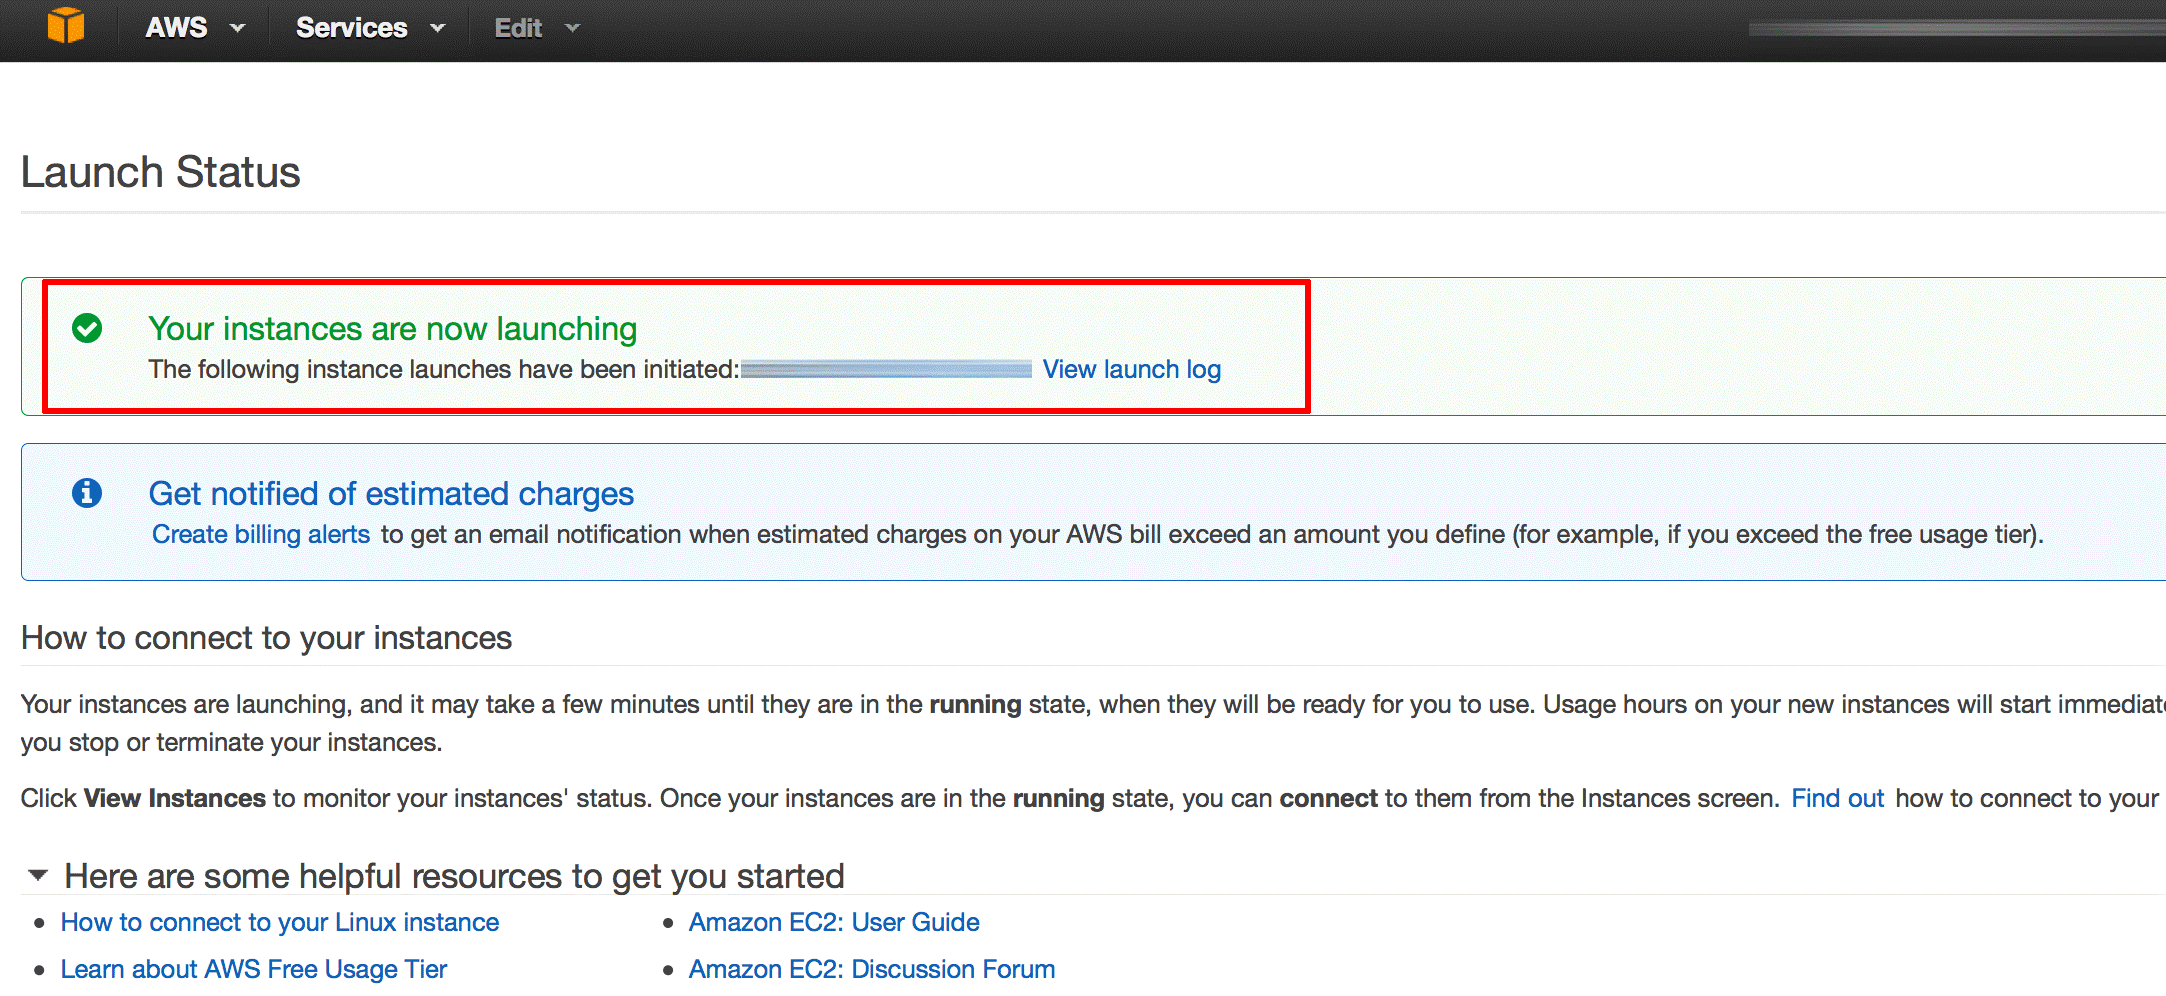 AWS Services Edit
Launch Status
Your instances are now launching
The following instance launches have been initiated: View launch log
Get notified of estimated charges
Create billing alerts to get an email notification when estimated charges on your AWS bill exceed an amount you define (for example, if you exceed the free usage tier).
How to connect to your instances
Your instances are launching, and it may take a few minutes until they are in the running state, when they will be ready for you to use. Usage hours on your new instances will start immediat
you stop or terminate your instances.
Click View Instances to monitor your instances' status. Once your instances are in the running state, you can connect to them from the Instances screen. Find out how to connect to your
Here are some helpful resources to get you started
How to connect to your Linux instance
Amazon EC2: User Guide
Learn about AWS Free Usage Tier
Amazon EC2: Discussion Forum